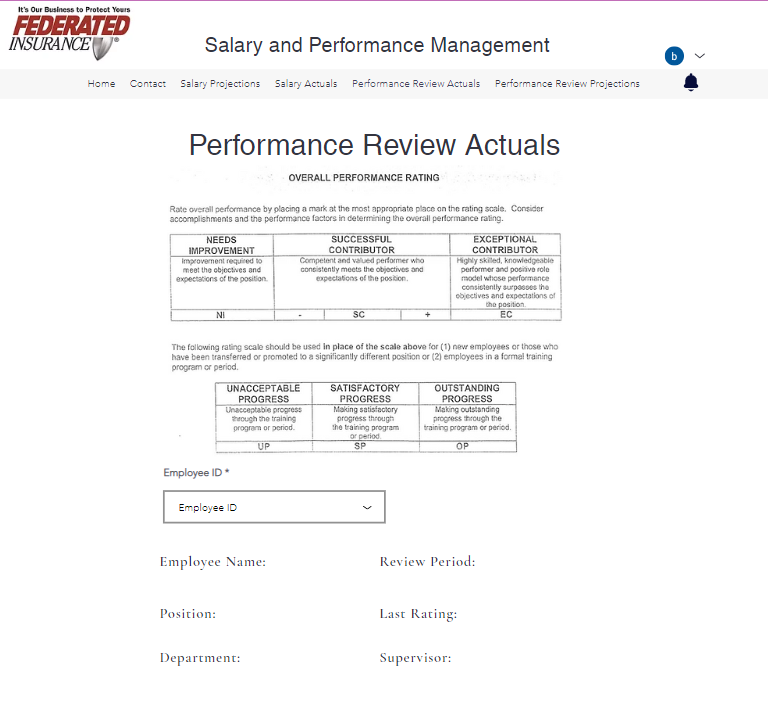 It's Our Business to Protect Yours
FEDERATED
INSURANCE®
Salary and Performance Management
b
Home Contact Salary Projections Salary Actuals Performance Review Actuals Performance Review Projections
Performance Review Actuals
OVERALL PERFORMANCE RATING
Rate overall performance by placing a mark at the most appropriate place on the rating scale. Consider
accomplishments and the performance factors in determining the overall performance rating.
NEEDS
IMPROVEMENT
Improvement required to
meet the objectives and
expectations of the position.
NI
SUCCESSFUL
CONTRIBUTOR
Competent and valued performer who
consistently meets the objectives and
expectations of the position.
- SC +
EXCEPTIONAL
CONTRIBUTOR
Highly skilled, knowledgeable
performer and positive role
model whose performance
consistently surpasses the
objectives and expectations of
the position.
EC
The following rating scale should be used in place of the scale above for (1) new employees or those who
have been transferred or promoted to a significantly different position or (2) employees in a formal training
program or period.
UNACCEPTABLE
PROGRESS
Unacceptable progress
through the training
program or period.
UP
SATISFACTORY
PROGRESS
Making satisfactory
progress through
the training program
or period.
SP
OUTSTANDING
PROGRESS
Making outstanding
progress through the
training program or period.
OP
Employee ID *
Employee ID
Employee Name: Review Period:
Position: Last Rating:
Department: Supervisor: